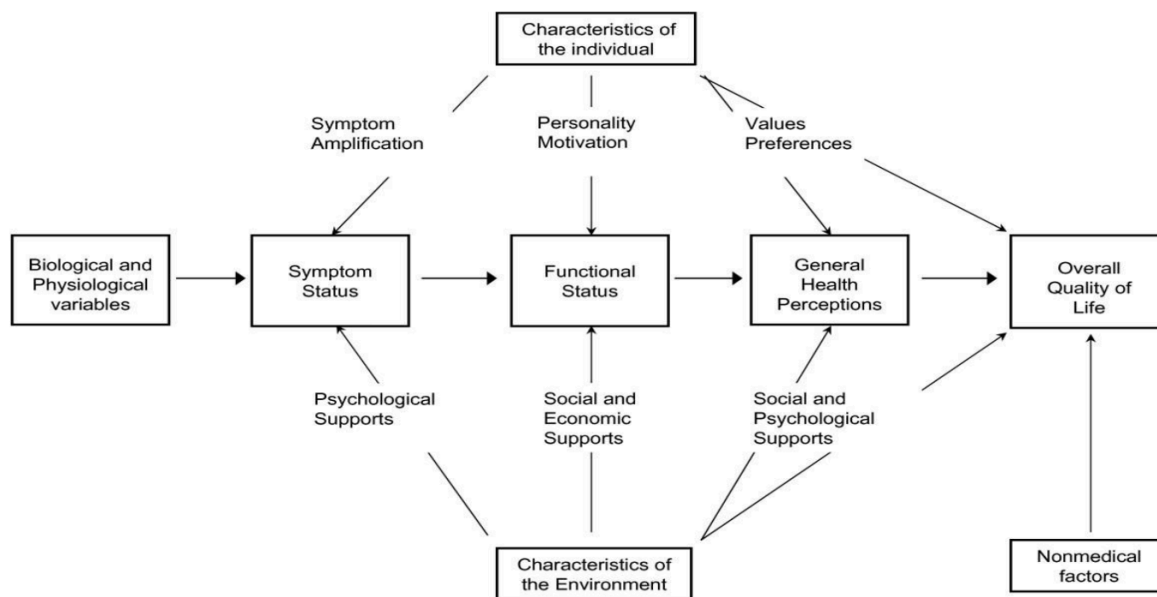 Characteristics of
the individual
Symptom
Amplification
Personality
Motivation
Values
Preferences
Biological and
Physiological
variables
Symptom
Status
Functional
Status
General
Health
Perceptions
Overall
Quality of
Life
Psychological
Supports
Social and
Economic
Supports
Social and
Psychological
Supports
Characteristics of
the Environment
Nonmedical
factors